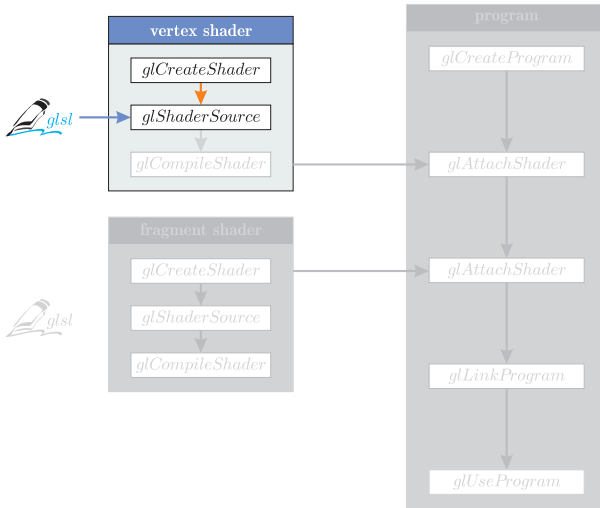 vertex shader
glCreateShader
glShaderSource
glCompileShader
glsl
fragment shader
glCreateShader
glShaderSource
glCompileShader
glsl
program
glCreateProgram
glAttachShader
glAttachShader
glLinkProgram
glUseProgram